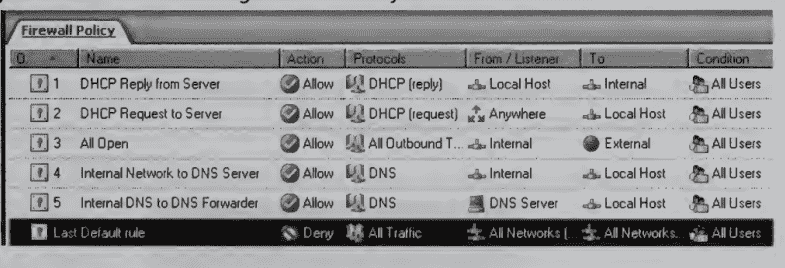 Firewall Policy
O. Name Action Protocols From / Listener To Condition
1 DHCP Reply from Server Allow DHCP (reply) Local Host Internal All Users
2 DHCP Request to Server Allow DHCP (request) Anywhere Local Host All Users
3 All Open Allow All Outbound T... Internal External All Users
4 Internal Network to DNS Server Allow DNS Internal Local Host All Users
5 Internal DNS to DNS Forwarder Allow DNS DNS Server Local Host All Users
Last Default rule Deny All Traffic All Networks (... All Networks... All Users